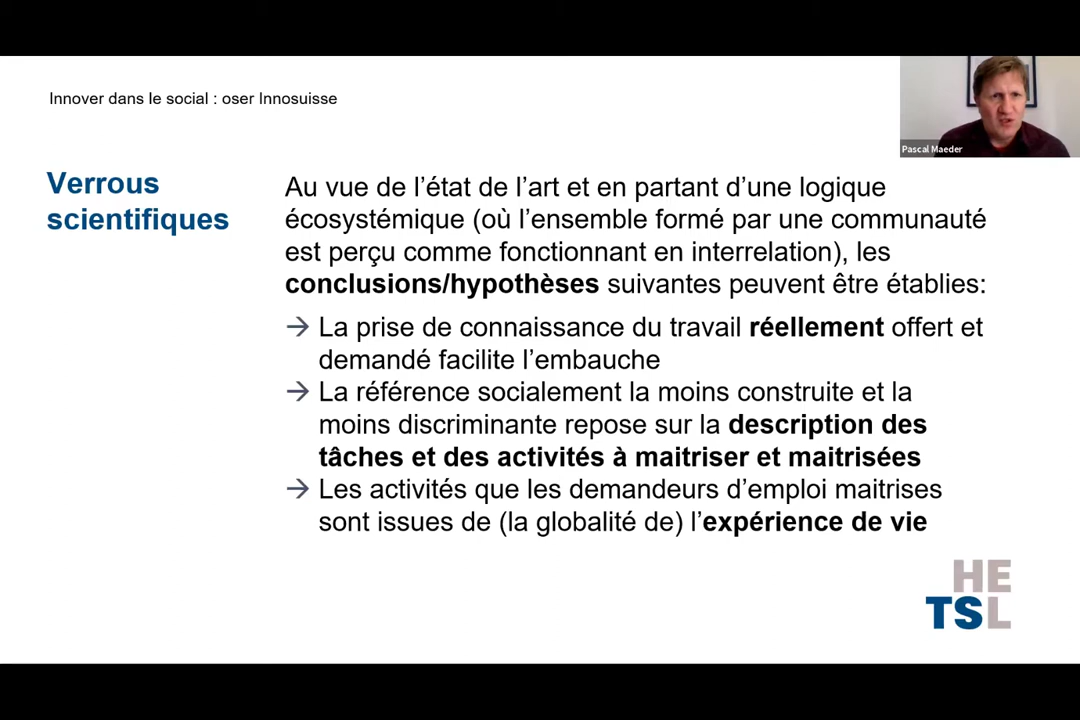 Innover dans le social : oser Innosuisse
Pascal Maeder
Verrous
scientifiques
Au vue de l’état de l’art et en partant d’une logique
écosystémique (où l’ensemble formé par une communauté
est perçu comme fonctionnant en interrelation), les
conclusions/hypothèses suivantes peuvent être établies:
→ La prise de connaissance du travail réellement offert et
demandé facilite l’embauche
→ La référence socialement la moins construite et la
moins discriminante repose sur la description des
tâches et des activités à maitriser et maitrisées
→ Les activités que les demandeurs d’emploi maitrises
sont issues de (la globalité de) l’expérience de vie
HE
TSL